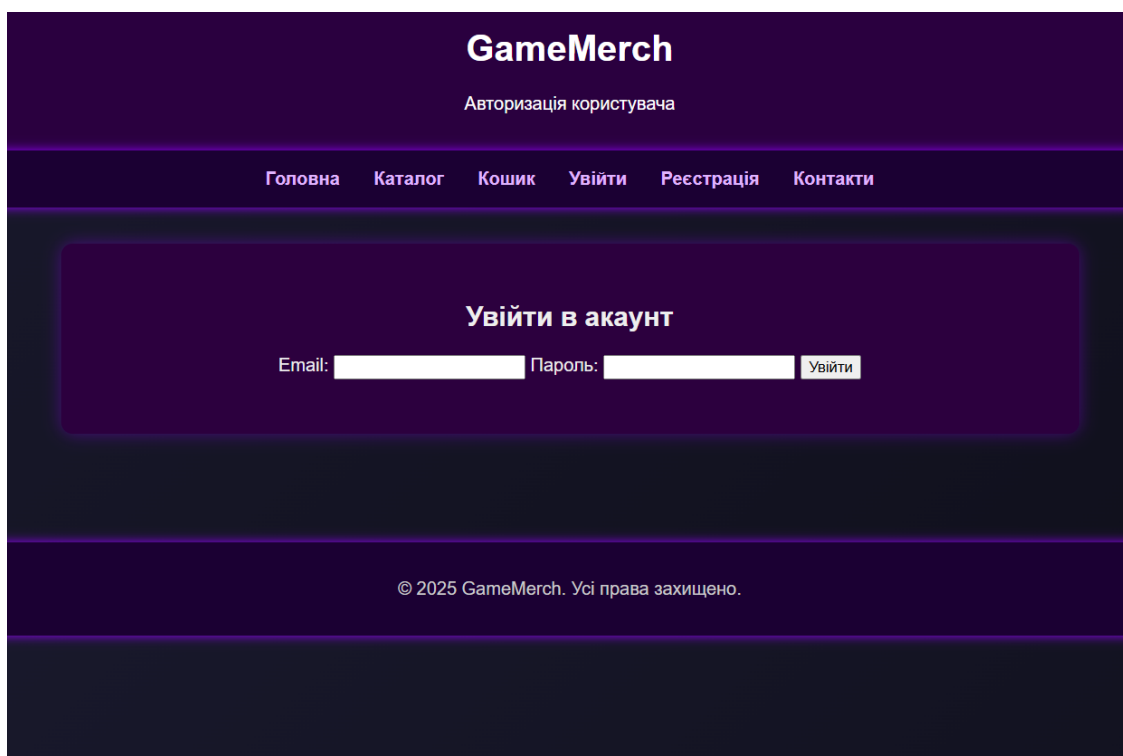 GameMerch
Авторизація користувача
Головна Каталог Кошик Увійти Реєстрація Контакти
Увійти в акаунт
Email: Пароль: Увійти
© 2025 GameMerch. Усі права захищено.